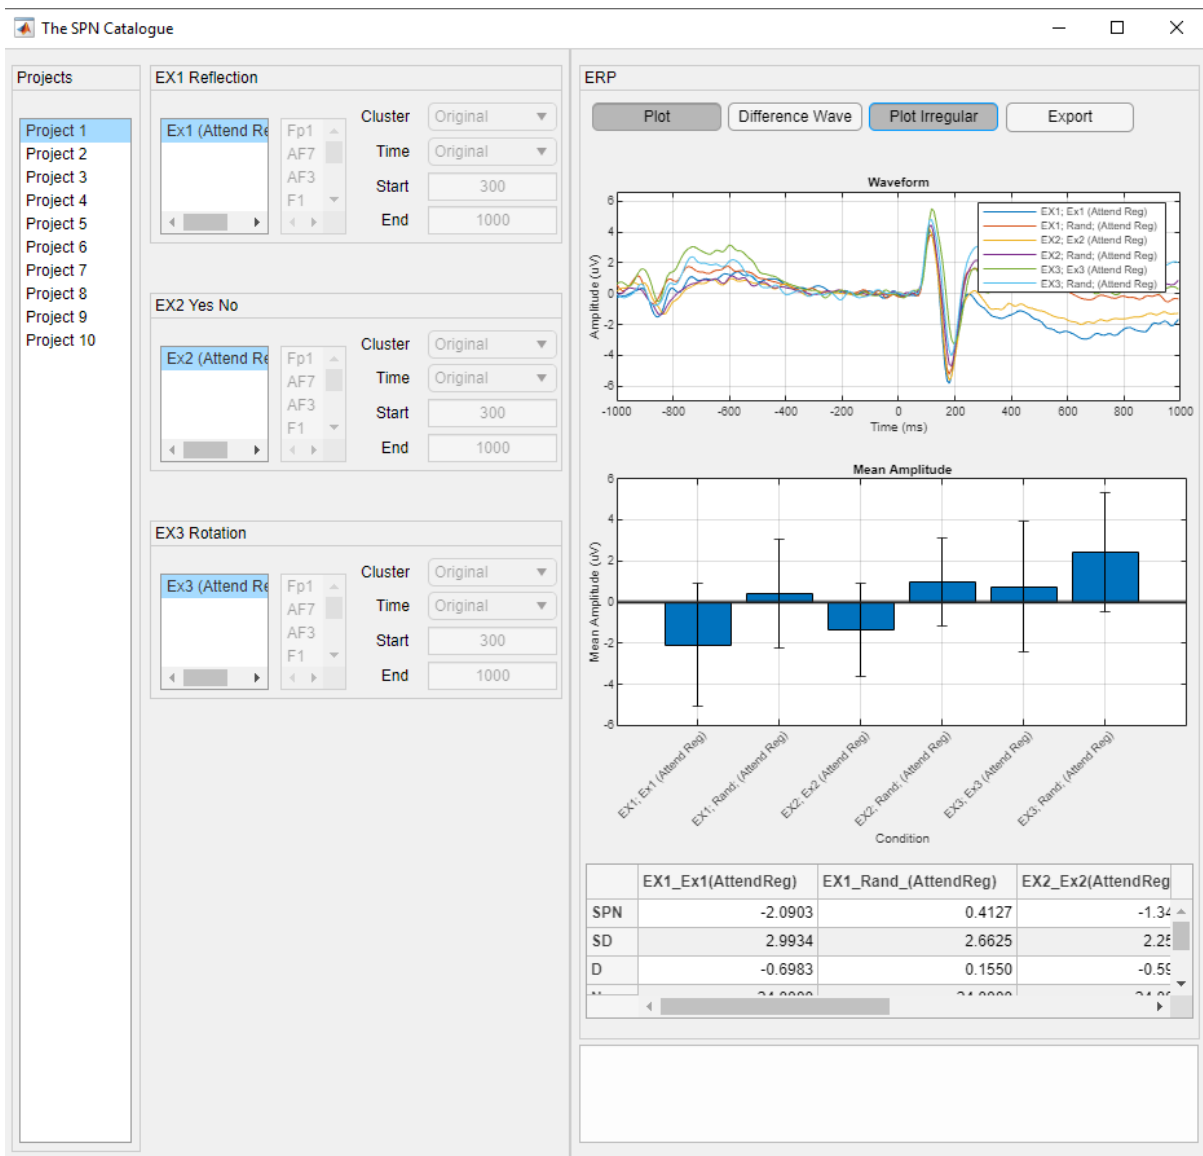 The SPN Catalogue
Projects
Project 1
Project 2
Project 3
Project 4
Project 5
Project 6
Project 7
Project 8
Project 9
Project 10
EX1 Reflection
Ex1 (Attend Re
Fp1
AF7
AF3
F1
Cluster Original
Time Original
Start 300
End 1000
EX2 Yes No
Ex2 (Attend Re
Fp1
AF7
AF3
F1
Cluster Original
Time Original
Start 300
End 1000
EX3 Rotation
Ex3 (Attend Re
Fp1
AF7
AF3
F1
Cluster Original
Time Original
Start 300
End 1000
ERP
Plot Difference Wave Plot Irregular Export
Waveform
Amplitude (uV)
6
4
2
0
-2
-4
-6
EX1; Ex1 (Attend Reg)
EX1; Rand; (Attend Reg)
EX2; Ex2 (Attend Reg)
EX2; Rand; (Attend Reg)
EX3; Ex3 (Attend Reg)
EX3; Rand; (Attend Reg)
-1000 -800 -600 -400 -200 0 200 400 600 800 1000
Time (ms)
Mean Amplitude
Mean Amplitude (uV)
6
4
2
0
-2
-4
-6
EX1; Ex1 (Attend Reg)
EX1; Rand; (Attend Reg)
EX2; Ex2 (Attend Reg)
EX2; Rand; (Attend Reg)
EX3; Ex3 (Attend Reg)
EX3; Rand; (Attend Reg)
Condition
EX1_Ex1(AttendReg) EX1_Rand_(AttendReg) EX2_Ex2(AttendReg
SPN -2.0903 0.4127 -1.34
SD 2.9934 2.6625 2.25
D -0.6983 0.1550 -0.59